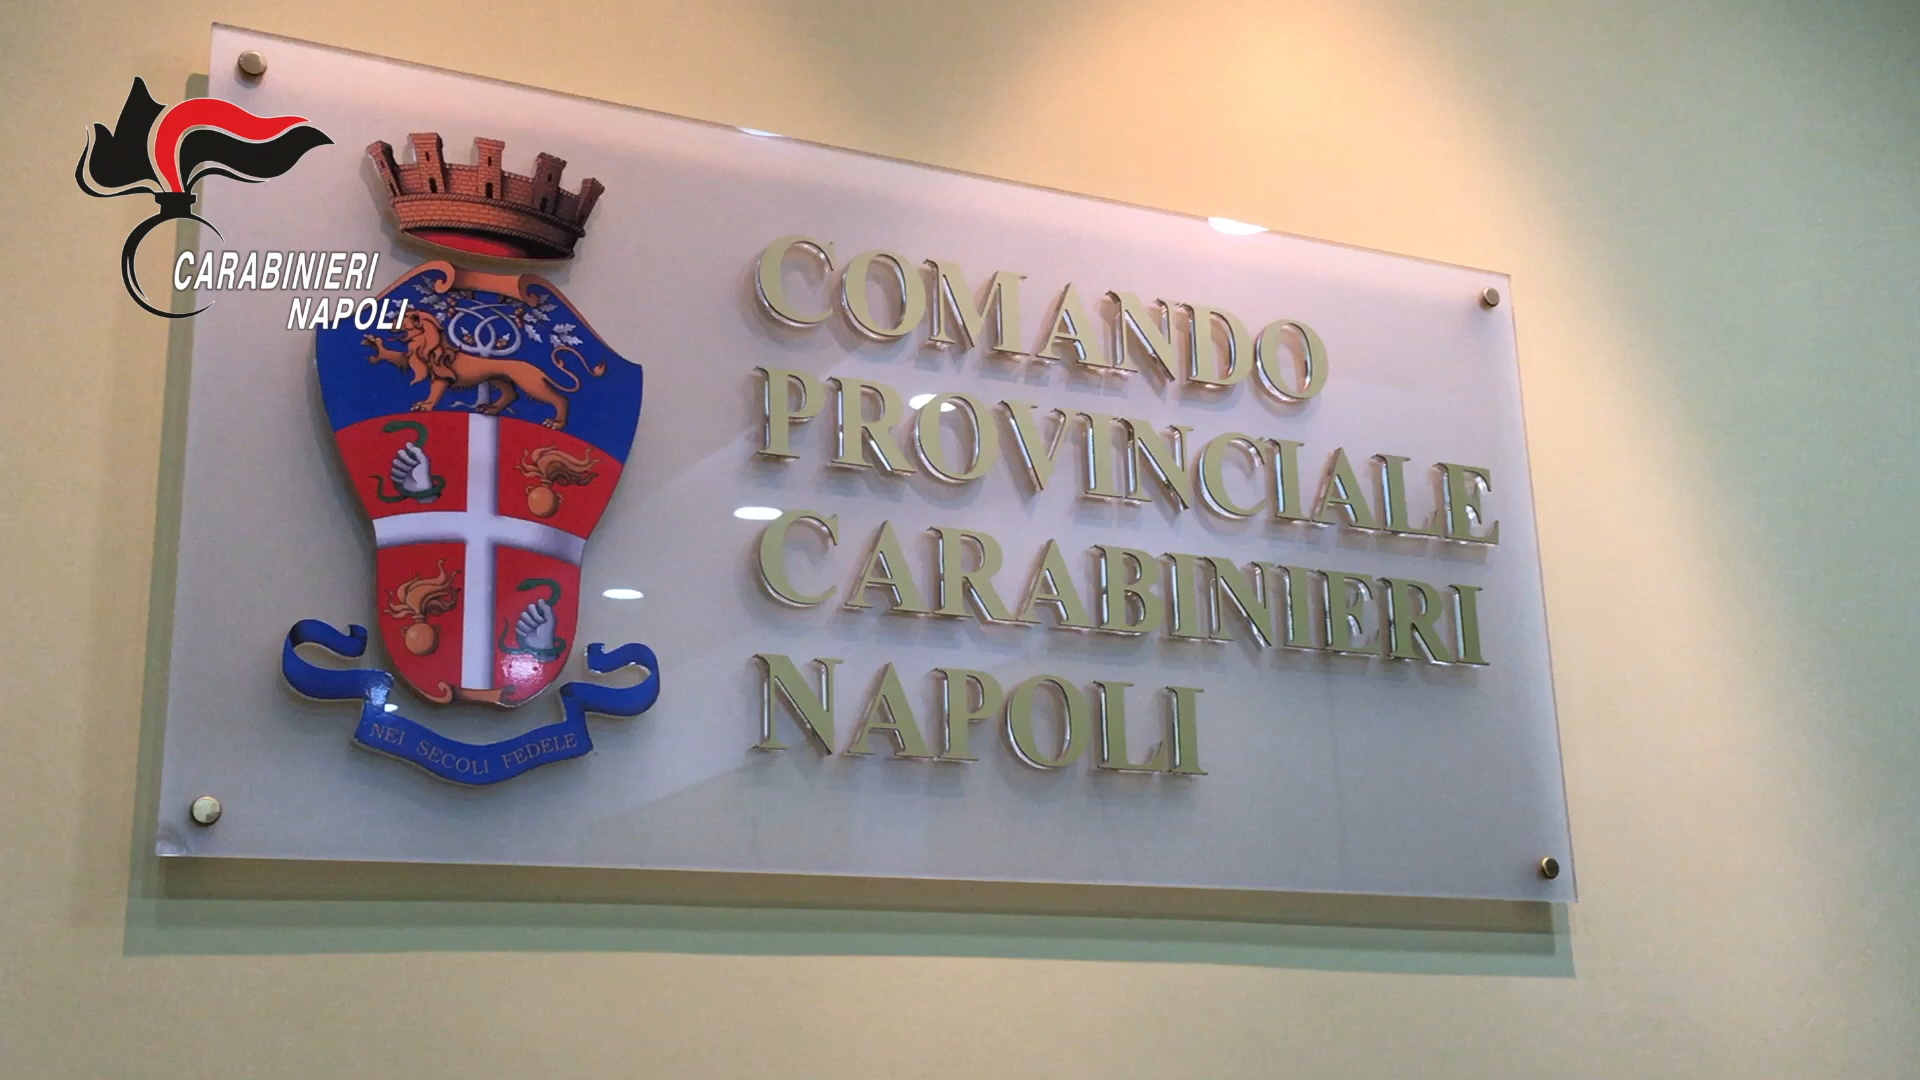 CARABINIERI
NAPOLI
COMANDO
PROVINCIALE
CARABINIERI
NAPOLI
NEI SECOLI FEDELE